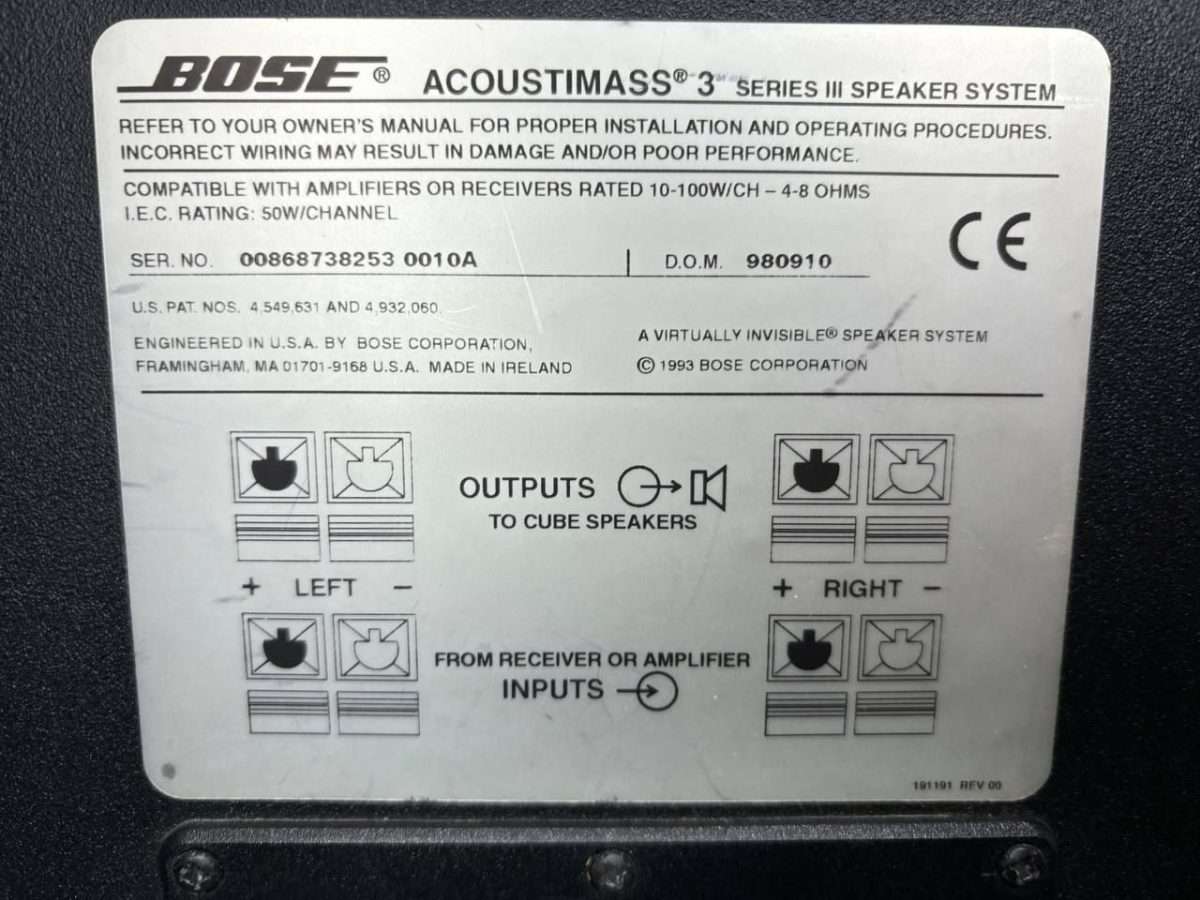 BOSE® ACOUSTIMASS® 3 SERIES III SPEAKER SYSTEM
REFER TO YOUR OWNER'S MANUAL FOR PROPER INSTALLATION AND OPERATING PROCEDURES.
INCORRECT WIRING MAY RESULT IN DAMAGE AND/OR POOR PERFORMANCE.
COMPATIBLE WITH AMPLIFIERS OR RECEIVERS RATED 10-100W/CH – 4-8 OHMS
I.E.C. RATING: 50W/CHANNEL
CE
SER. NO. 00868738253 0010A D.O.M. 980910
U.S. PAT. NOS. 4,549,631 AND 4,932,060.
ENGINEERED IN U.S.A. BY BOSE CORPORATION,
FRAMINGHAM, MA 01701-9168 U.S.A. MADE IN IRELAND
A VIRTUALLY INVISIBLE® SPEAKER SYSTEM
© 1993 BOSE CORPORATION
OUTPUTS
TO CUBE SPEAKERS
+ LEFT – + RIGHT –
FROM RECEIVER OR AMPLIFIER
INPUTS
191191 REV 00